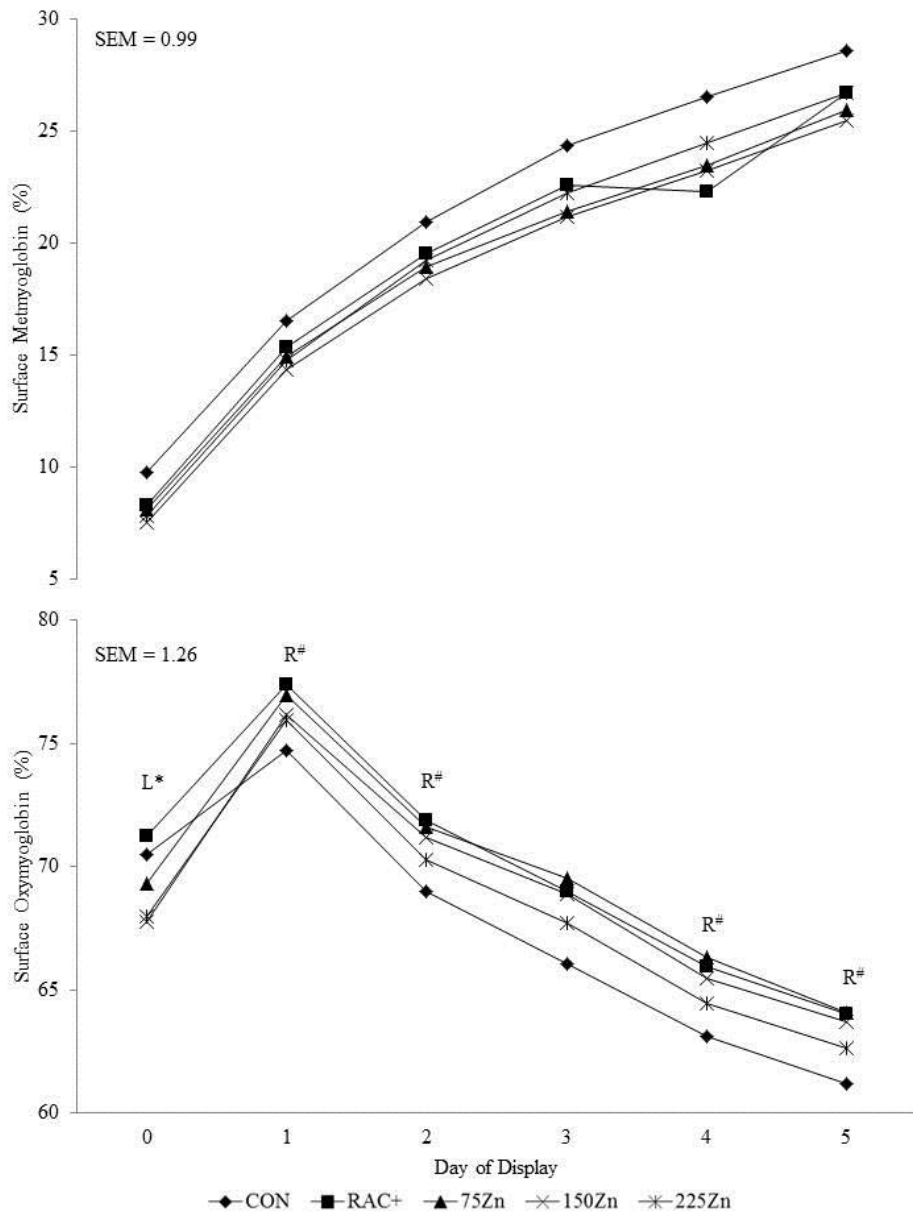 SEM = 0.99
30
25
20
15
10
5
Surface Metmyoglobin (%)
SEM = 1.26
80
75
70
65
60
Surface Oxymyoglobin (%)
L*
R#
R#
R#
R#
0 1 2 3 4 5
Day of Display
CON RAC+ 75Zn 150Zn 225Zn